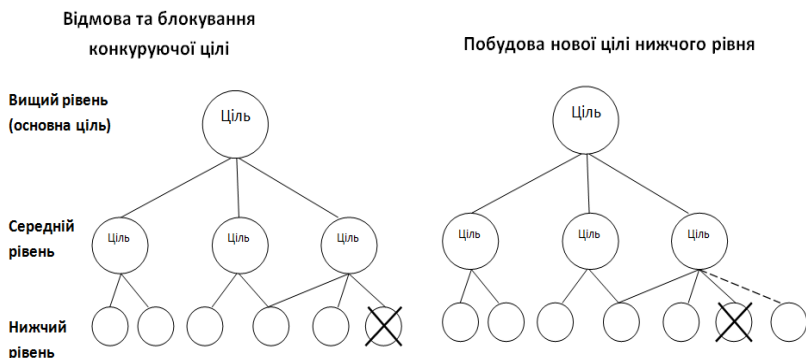 Відмова та блокування
конкуруючої цілі
Побудова нової цілі нижчого рівня
Вищий рівень
(основна ціль)
Ціль
Ціль
Середній
рівень
Ціль
Ціль
Ціль
Ціль
Ціль
Ціль
Нижчий
рівень